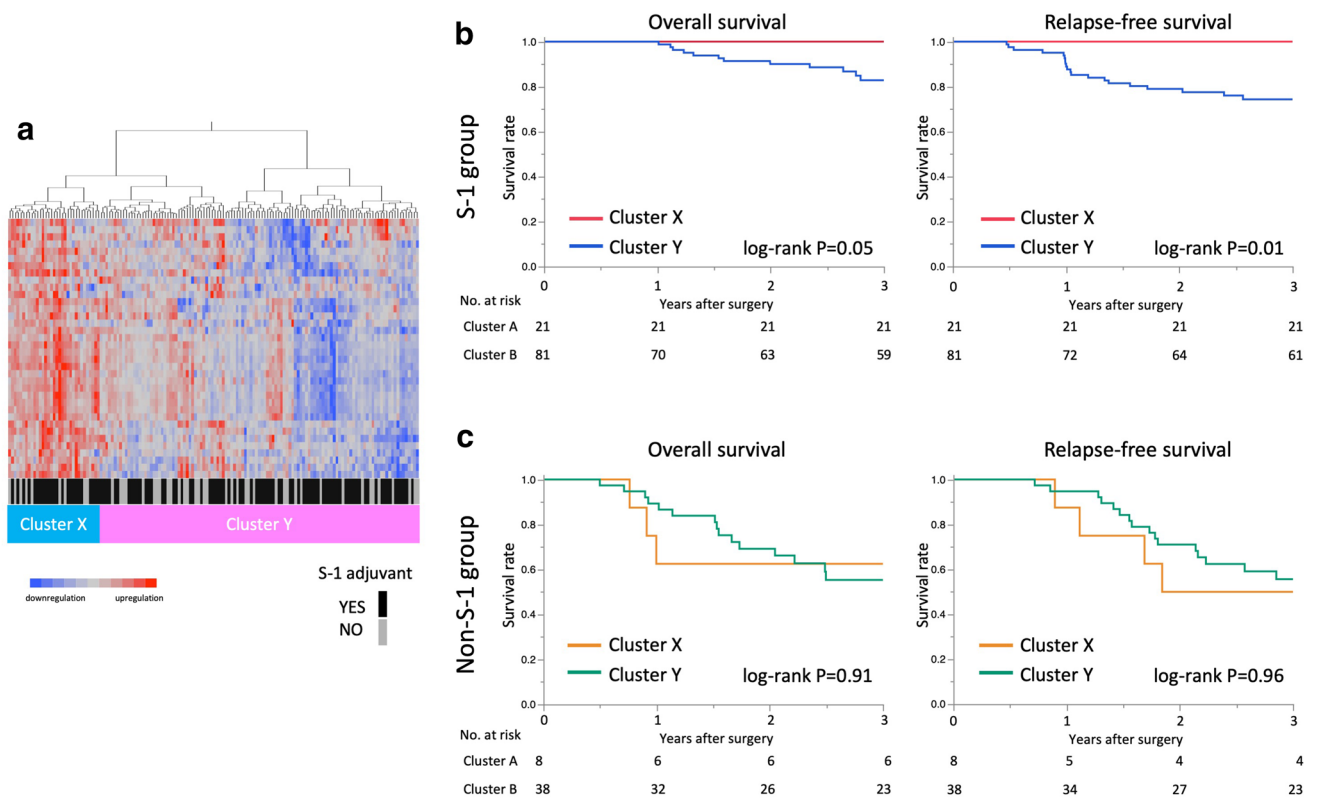 a
Cluster X
Cluster Y
downregulation
upregulation
S-1 adjuvant
YES
NO
b
S-1 group
Overall survival
Survival rate
1.0
0.8
0.6
0.4
0.2
0.0
Cluster X
Cluster Y
log-rank P=0.05
0 1 2 3
Years after surgery
No. at risk
Cluster A 21 21 21 21
Cluster B 81 70 63 59
Relapse-free survival
Survival rate
1.0
0.8
0.6
0.4
0.2
0.0
Cluster X
Cluster Y
log-rank P=0.01
0 1 2 3
Years after surgery
21 21 21 21
81 72 64 61
c
Non-S-1 group
Overall survival
Survival rate
1.0
0.8
0.6
0.4
0.2
0.0
Cluster X
Cluster Y
log-rank P=0.91
0 1 2 3
Years after surgery
No. at risk
Cluster A 8 6 6 6
Cluster B 38 32 26 23
Relapse-free survival
Survival rate
1.0
0.8
0.6
0.4
0.2
0.0
Cluster X
Cluster Y
log-rank P=0.96
0 1 2 3
Years after surgery
8 5 4 4
38 34 27 23